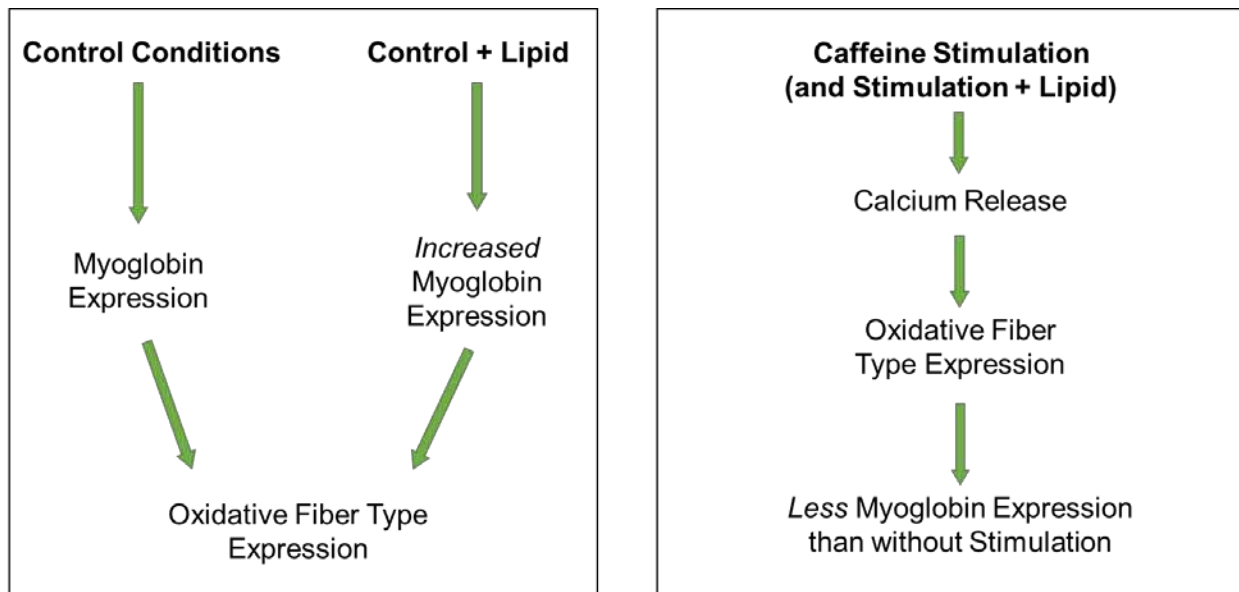 Control Conditions
Control + Lipid
Myoglobin
Expression
Increased
Myoglobin
Expression
Oxidative Fiber Type
Expression
Caffeine Stimulation
(and Stimulation + Lipid)
Calcium Release
Oxidative Fiber
Type Expression
Less Myoglobin Expression
than without Stimulation